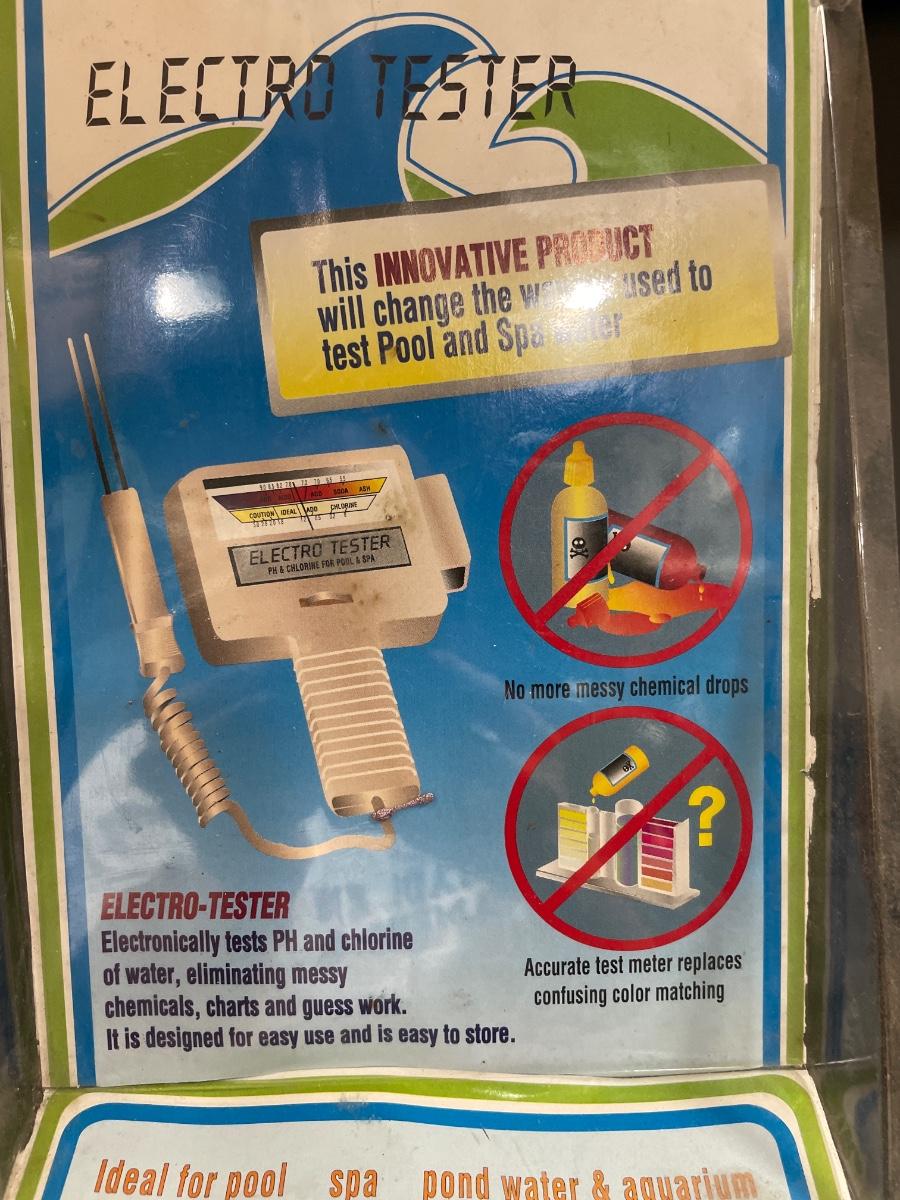 ELECTRO TESTER
This INNOVATIVE PRODUCT
will change the used to
test Pool and Spa
SODA ASH
COUTION IDEAL ADD CHLORINE
ELECTRO TESTER
PH & CHLORINE FOR POOL & SPA
No more messy chemical drops
?
Accurate test meter replaces
confusing color matching
ELECTRO-TESTER
Electronically tests PH and chlorine
of water, eliminating messy
chemicals, charts and guess work.
It is designed for easy use and is easy to store.
Ideal for pool spa pond water & aquarium